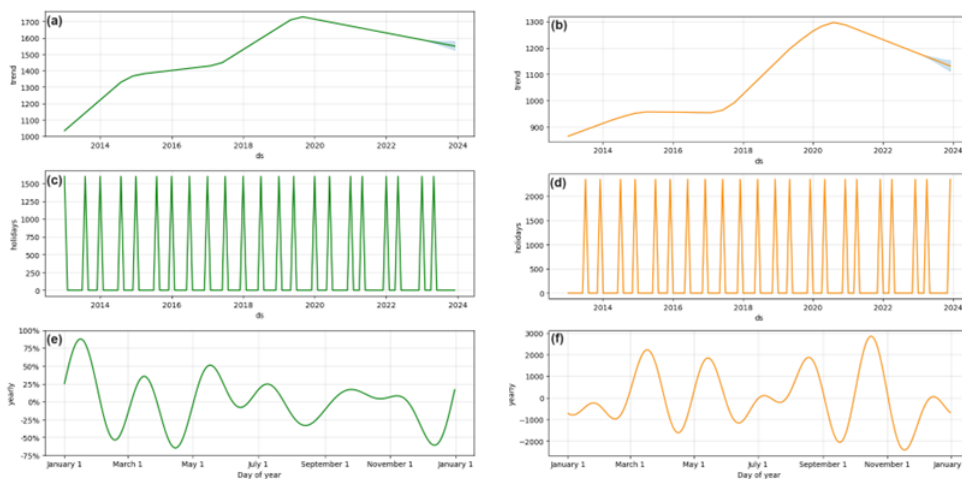 (a)
trend
1700
1600
1500
1400
1300
1200
1100
1000
2014 2016 2018 2020 2022 2024
ds
(b)
trend
1300
1200
1100
1000
900
2014 2016 2018 2020 2022 2024
ds
(c)
holidays
1500
1250
1000
750
500
250
0
2014 2016 2018 2020 2022 2024
ds
(d)
holidays
2000
1500
1000
500
0
2014 2016 2018 2020 2022 2024
ds
(e)
yearly
100%
75%
50%
25%
0%
-25%
-50%
-75%
January 1 March 1 May 1 July 1 September 1 November 1 January 1
Day of year
(f)
yearly
3000
2000
1000
0
−1000
−2000
January 1 March 1 May 1 July 1 September 1 November 1 January 1
Day of year